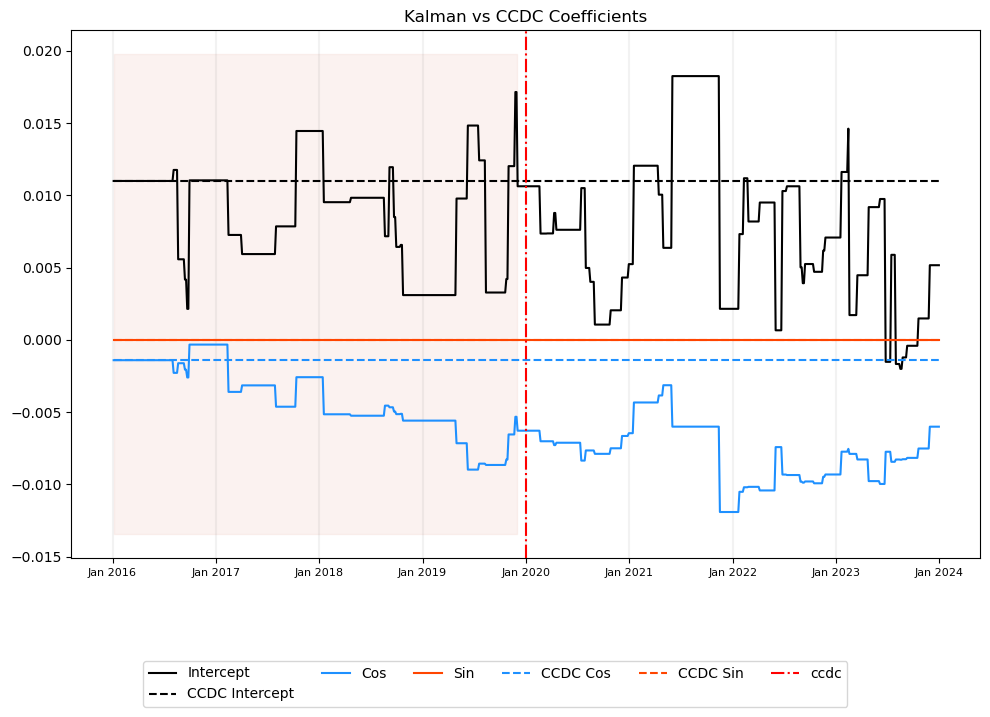 Kalman vs CCDC Coefficients
0.020
0.015
0.010
0.005
0.000
−0.005
−0.010
−0.015
Jan 2016 Jan 2017 Jan 2018 Jan 2019 Jan 2020 Jan 2021 Jan 2022 Jan 2023 Jan 2024
Intercept Cos Sin CCDC Cos CCDC Sin ccdc
CCDC Intercept